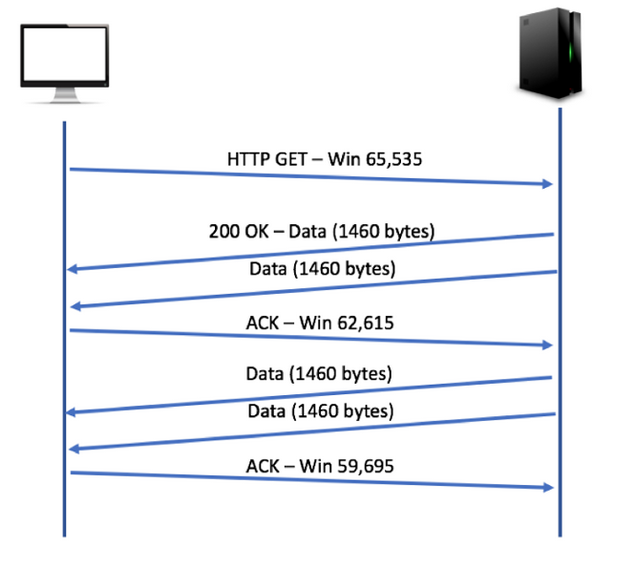 HTTP GET – Win 65,535
200 OK – Data (1460 bytes)
Data (1460 bytes)
ACK – Win 62,615
Data (1460 bytes)
Data (1460 bytes)
ACK – Win 59,695